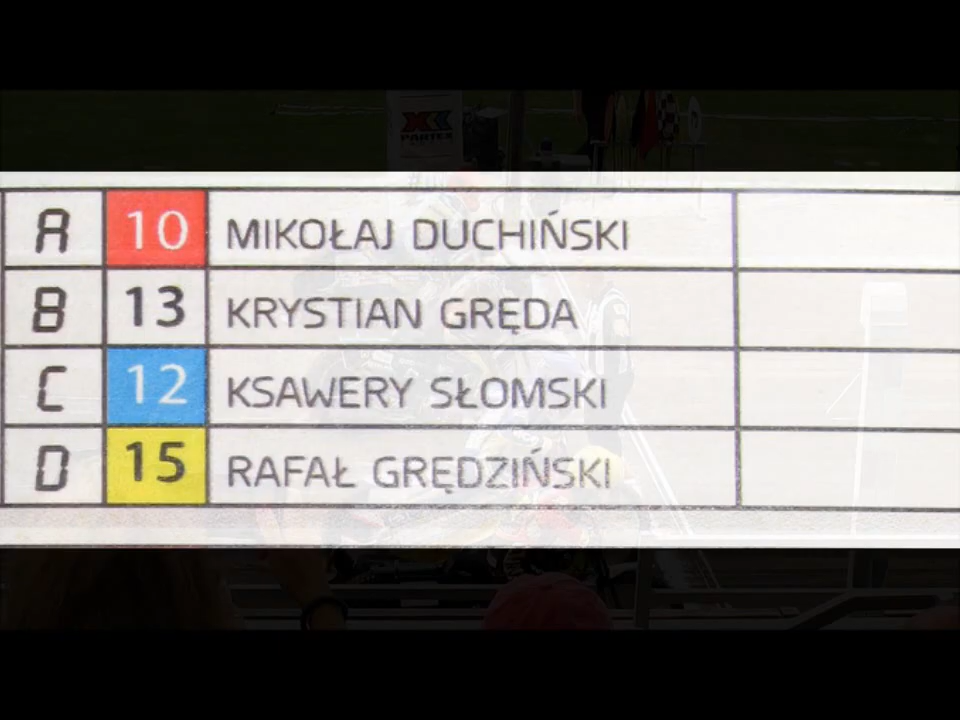 A 10 MIKOŁAJ DUCHIŃSKI
B 13 KRYSTIAN GRĘDA
C 12 KSAWERY SŁOMSKI
D 15 RAFAŁ GRĘDZIŃSKI